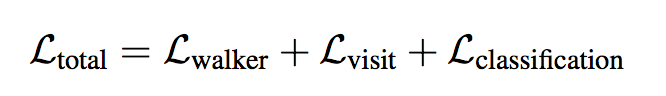 ℒtotal = ℒwalker + ℒvisit + ℒclassification